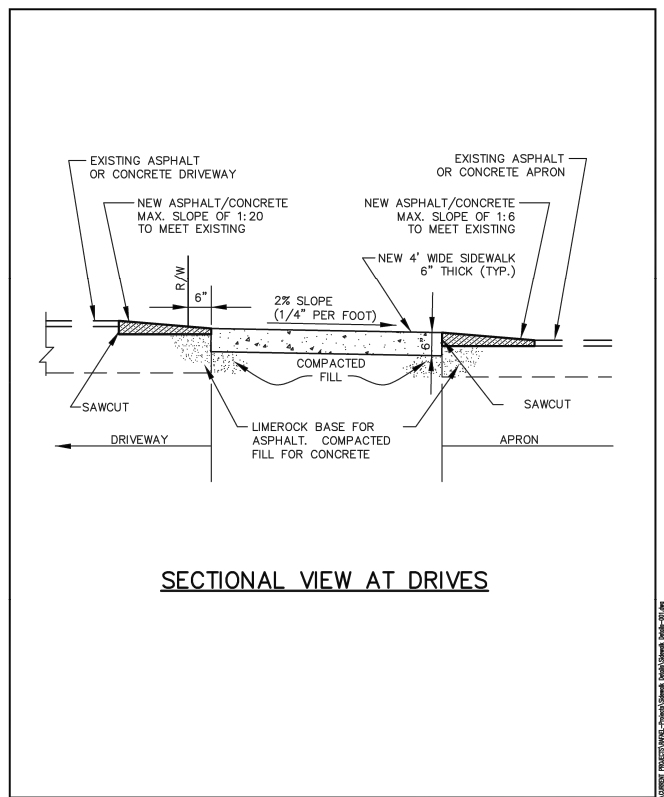 EXISTING ASPHALT
OR CONCRETE DRIVEWAY
EXISTING ASPHALT
OR CONCRETE APRON
NEW ASPHALT/CONCRETE
MAX. SLOPE OF 1:20
TO MEET EXISTING
NEW ASPHALT/CONCRETE
MAX. SLOPE OF 1:6
TO MEET EXISTING
NEW 4' WIDE SIDEWALK
6" THICK (TYP.)
R/W
6"
2% SLOPE
(1/4" PER FOOT)
6"
COMPACTED
FILL
SAWCUT
SAWCUT
LIMEROCK BASE FOR
ASPHALT. COMPACTED
FILL FOR CONCRETE
DRIVEWAY
APRON
SECTIONAL VIEW AT DRIVES